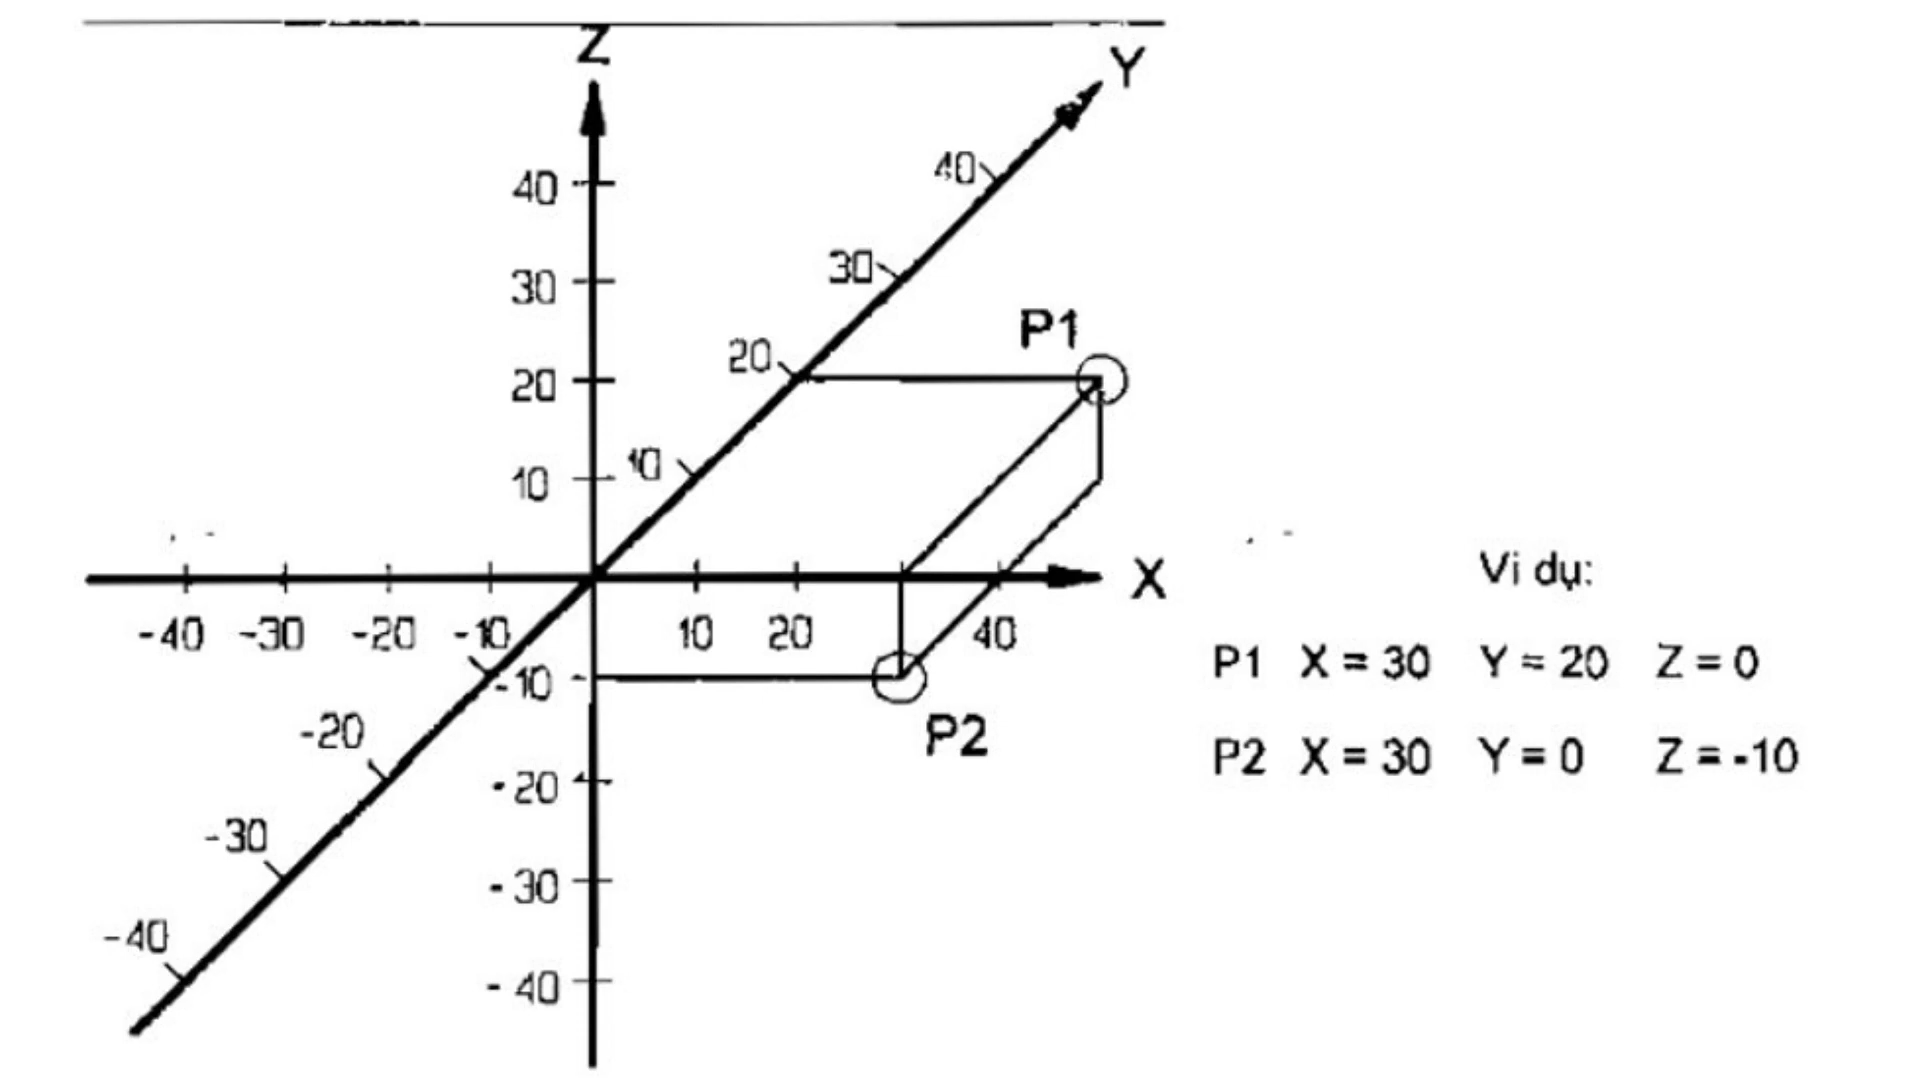 Z
Y
40
40
30
30
P1
20
20
10
10
X
Ví dụ:
-40 -30 -20 -10 10 20 40
P1 X = 30 Y = 20 Z = 0
-10
-20
P2
P2 X = 30 Y = 0 Z = -10
-20
-30
-30
-40
-40